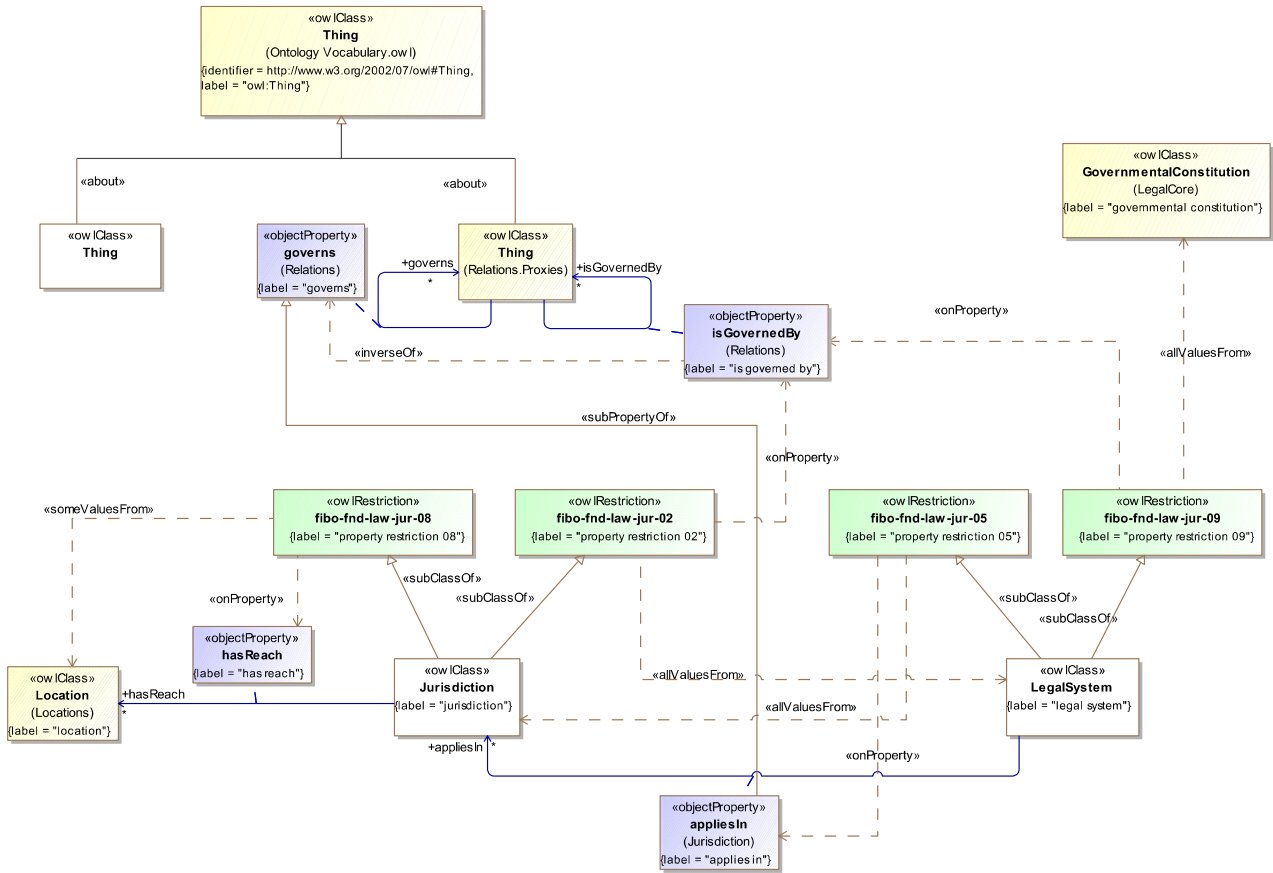 «owlClass»
Thing
(Ontology Vocabulary.owl)
{identifier = http://www.w3.org/2002/07/owl#Thing,
label = "owl:Thing"}
«about»
«about»
«owlClass»
Thing
«objectProperty»
governs
(Relations)
{label = "governs"}
+governs
*
«owlClass»
Thing
(Relations.Proxies)
+isGovernedBy
*
«owlClass»
GovernmentalConstitution
(LegalCore)
{label = "governmental constitution"}
«objectProperty»
isGovernedBy
(Relations)
{label = "is governed by"}
«onProperty»
«inverseOf»
«allValuesFrom»
«subPropertyOf»
«onProperty»
«someValuesFrom»
«owlRestriction»
fibo-fnd-law-jur-08
{label = "property restriction 08"}
«owlRestriction»
fibo-fnd-law-jur-02
{label = "property restriction 02"}
«owlRestriction»
fibo-fnd-law-jur-05
{label = "property restriction 05"}
«owlRestriction»
fibo-fnd-law-jur-09
{label = "property restriction 09"}
«onProperty»
«subClassOf»
«subClassOf»
«subClassOf»
«subClassOf»
«objectProperty»
hasReach
{label = "has reach"}
«owlClass»
Location
(Locations)
{label = "location"}
+hasReach
*
«owlClass»
Jurisdiction
{label = "jurisdiction"}
«allValuesFrom»
«allValuesFrom»
«owlClass»
LegalSystem
{label = "legal system"}
+appliesIn
*
«onProperty»
«objectProperty»
appliesIn
(Jurisdiction)
{label = "applies in"}